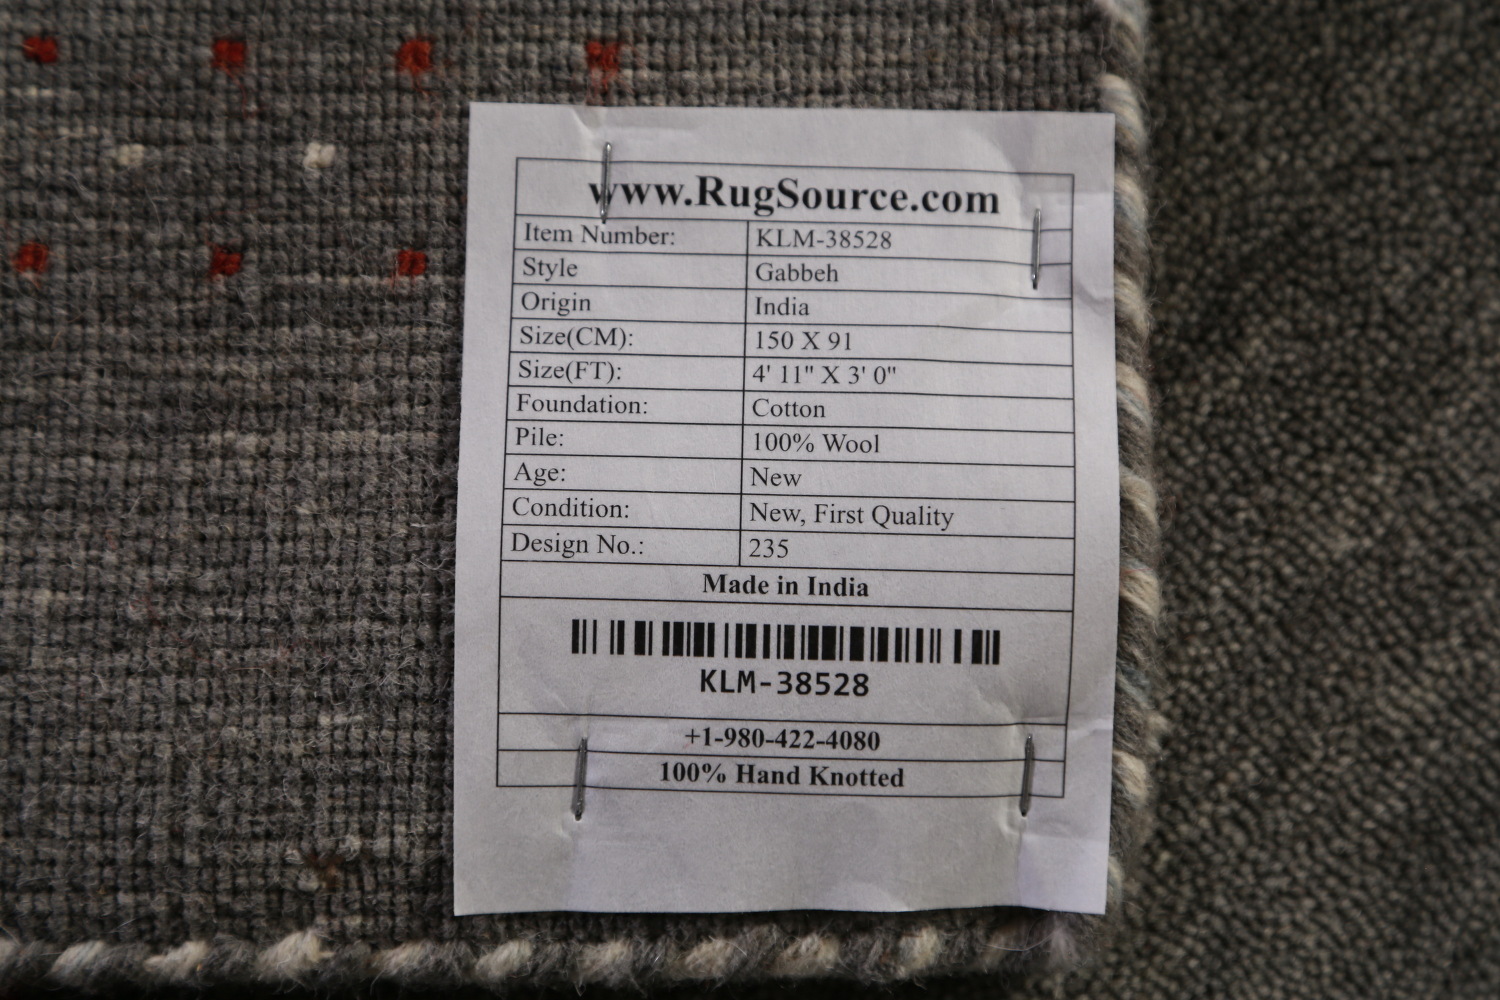 www.RugSource.com
Item Number: KLM-38528
Style Gabbeh
Origin India
Size(CM): 150 X 91
Size(FT): 4' 11" X 3' 0"
Foundation: Cotton
Pile: 100% Wool
Age: New
Condition: New, First Quality
Design No.: 235
Made in India
KLM-38528
+1-980-422-4080
100% Hand Knotted